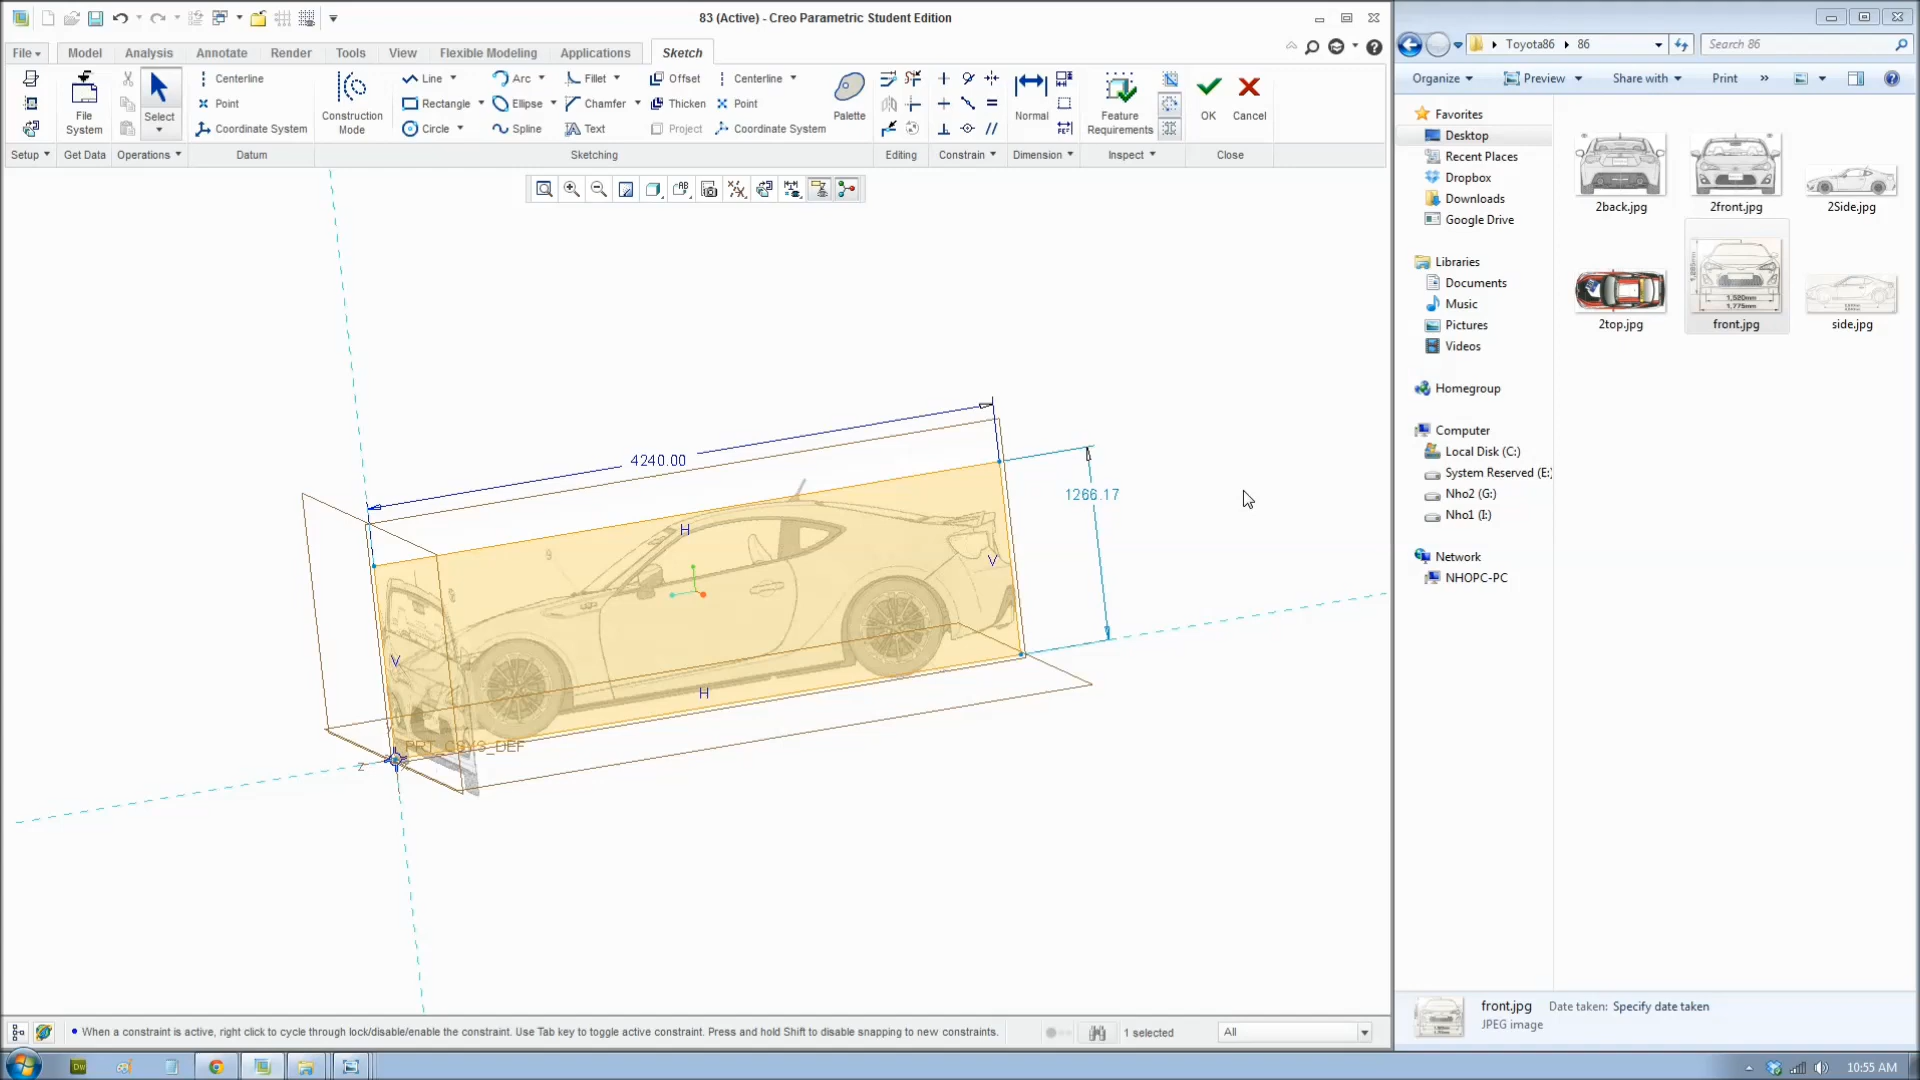 83 (Active) - Creo Parametric Student Edition
File Model Analysis Annotate Render Tools View Flexible Modeling Applications Sketch
File System
Select
Centerline
Point
Coordinate System
Construction Mode
Line Arc Fillet Offset Centerline
Rectangle Ellipse Chamfer Thicken Point
Circle Spline Text Project Coordinate System
Palette
Normal
Feature Requirements
OK
Cancel
Setup Get Data Operations Datum Sketching Editing Constrain Dimension Inspect Close
4240.00
1266.17
H
V
V
H
PRT_CSYS_DEF
Z
When a constraint is active, right click to cycle through lock/disable/enable the constraint. Use Tab key to toggle active constraint. Press and hold Shift to disable snapping to new constraints.
1 selected
All
Toyota86 86
Search 86
Organize Preview Share with Print »
Favorites
Desktop
Recent Places
Dropbox
Downloads
Google Drive
Libraries
Documents
Music
Pictures
Videos
Homegroup
Computer
Local Disk (C:)
System Reserved (E:)
Nho2 (G:)
Nho1 (I:)
Network
NHOPC-PC
2back.jpg
2front.jpg
2Side.jpg
2top.jpg
1,520mm
1,775mm
front.jpg
side.jpg
front.jpg Date taken: Specify date taken
JPEG image
Dw
10:55 AM